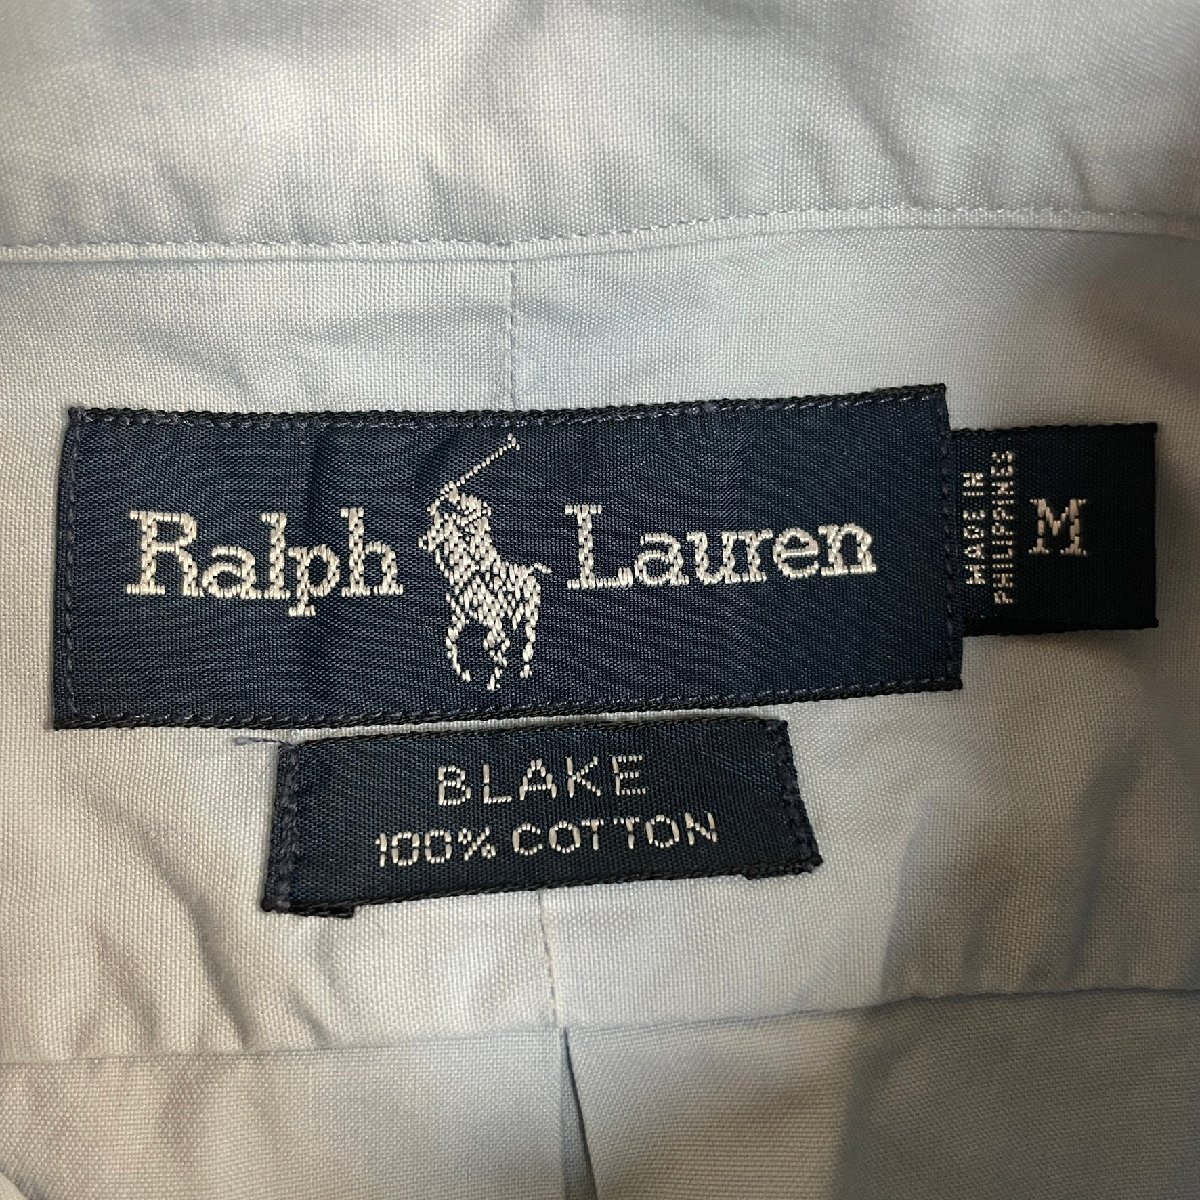 Ralph Lauren
MADE IN
PHILIPPINES
M
BLAKE
100% COTTON